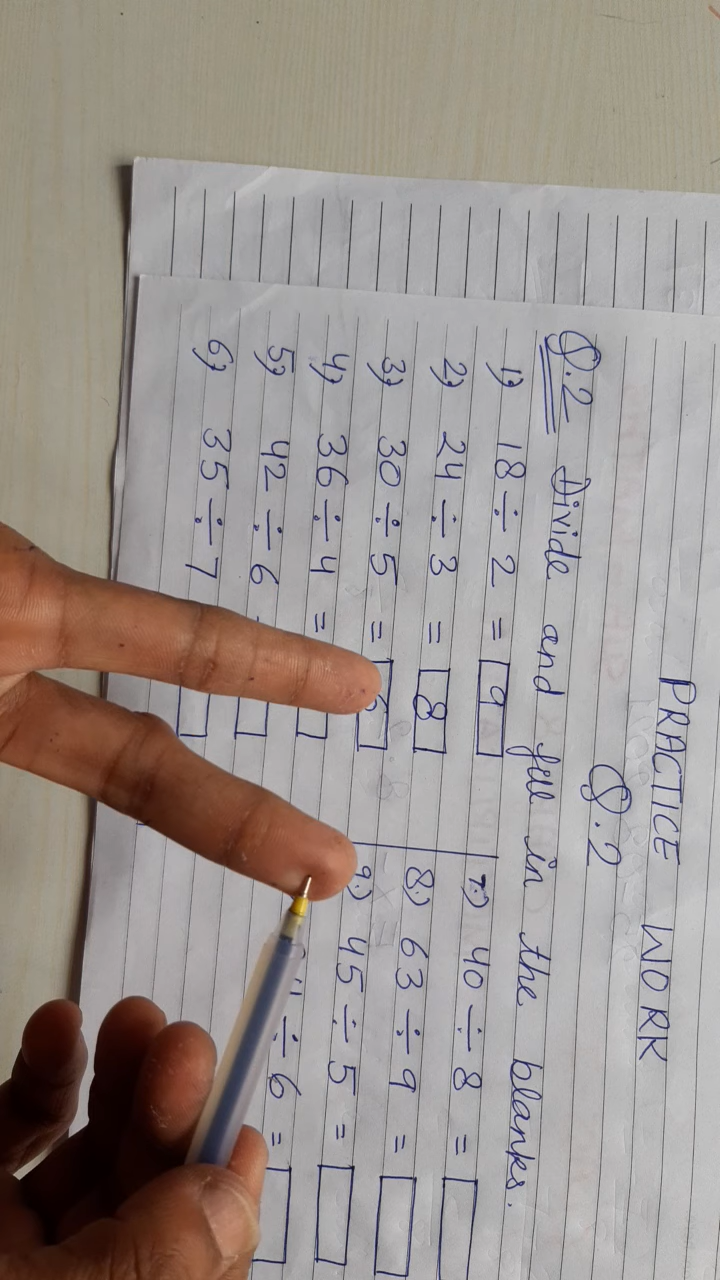 PRACTICE WORK
Q.2
Q.2 Divide and fill in the blanks.
1) 18 ÷ 2 = 9
2) 24 ÷ 3 = 8
3) 30 ÷ 5 =
4) 36 ÷ 4 =
5) 42 ÷ 6
6) 35 ÷ 7
7.) 40 ÷ 8 =
8.) 63 ÷ 9 =
9.) 45 ÷ 5 =
÷ 6 =